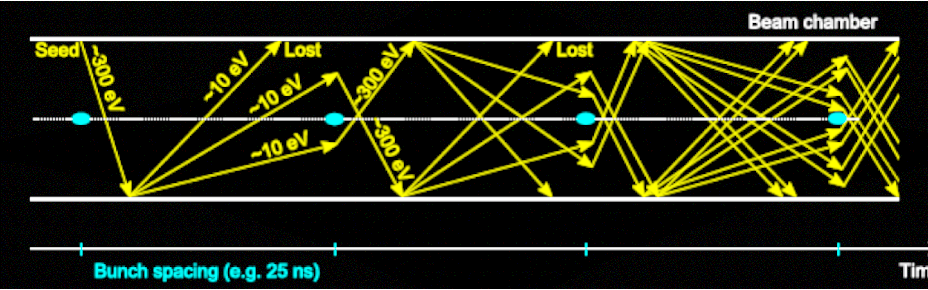 Beam chamber
Seed
~300 eV
~10 eV
Lost
~10 eV
~10 eV
~300 eV
~300 eV
Lost
Bunch spacing (e.g. 25 ns)
Tim